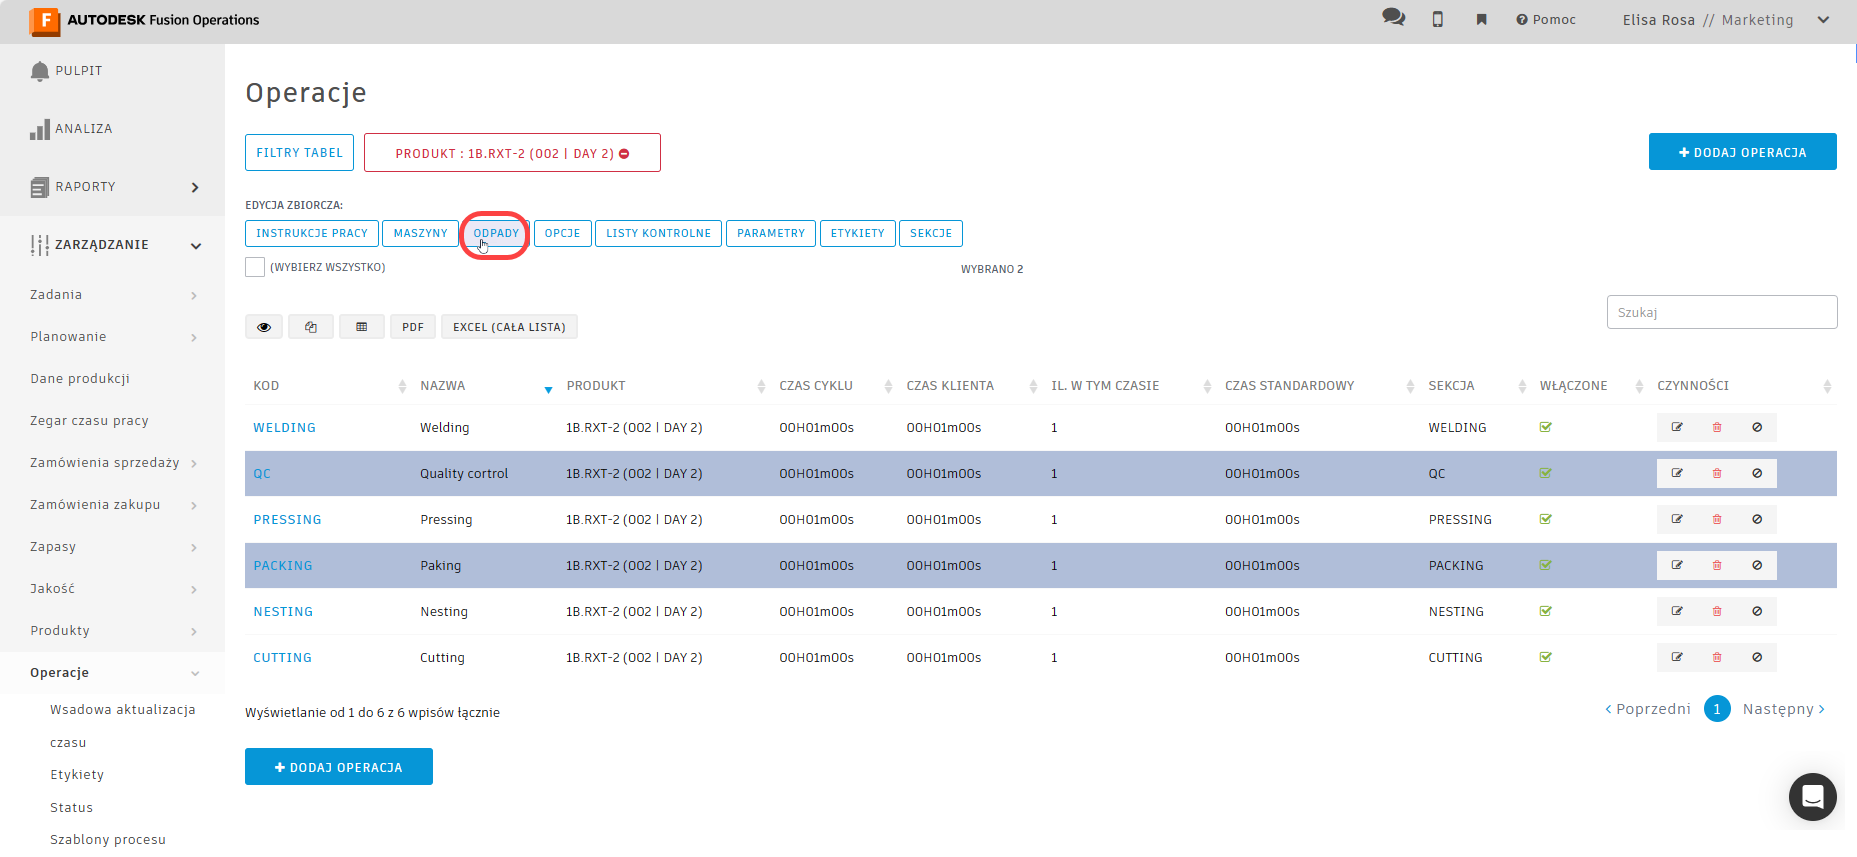 AUTODESK Fusion Operations
Pomoc
Elisa Rosa // Marketing
PULPIT
ANALIZA
RAPORTY
ZARZĄDZANIE
Zadania
Planowanie
Dane produkcji
Zegar czasu pracy
Zamówienia sprzedaży
Zamówienia zakupu
Zapasy
Jakość
Produkty
Operacje
Wsadowa aktualizacja
czasu
Etykiety
Status
Szablony procesu
Operacje
FILTRY TABEL
PRODUKT : 1B.RXT-2 (002 | DAY 2)
+ DODAJ OPERACJA
EDYCJA ZBIORCZA:
INSTRUKCJE PRACY MASZYNY ODPADY OPCJE LISTY KONTROLNE PARAMETRY ETYKIETY SEKCJE
(WYBIERZ WSZYSTKO)
WYBRANO 2
Szukaj
PDF EXCEL (CAŁA LISTA)
KOD NAZWA PRODUKT CZAS CYKLU CZAS KLIENTA IL. W TYM CZASIE CZAS STANDARDOWY SEKCJA WŁĄCZONE CZYNNOŚCI
WELDING Welding 1B.RXT-2 (002 | DAY 2) 00H01m00s 00H01m00s 1 00H01m00s WELDING
QC Quality cortrol 1B.RXT-2 (002 | DAY 2) 00H01m00s 00H01m00s 1 00H01m00s QC
PRESSING Pressing 1B.RXT-2 (002 | DAY 2) 00H01m00s 00H01m00s 1 00H01m00s PRESSING
PACKING Paking 1B.RXT-2 (002 | DAY 2) 00H01m00s 00H01m00s 1 00H01m00s PACKING
NESTING Nesting 1B.RXT-2 (002 | DAY 2) 00H01m00s 00H01m00s 1 00H01m00s NESTING
CUTTING Cutting 1B.RXT-2 (002 | DAY 2) 00H01m00s 00H01m00s 1 00H01m00s CUTTING
Wyświetlanie od 1 do 6 z 6 wpisów łącznie
< Poprzedni 1 Następny >
+ DODAJ OPERACJA